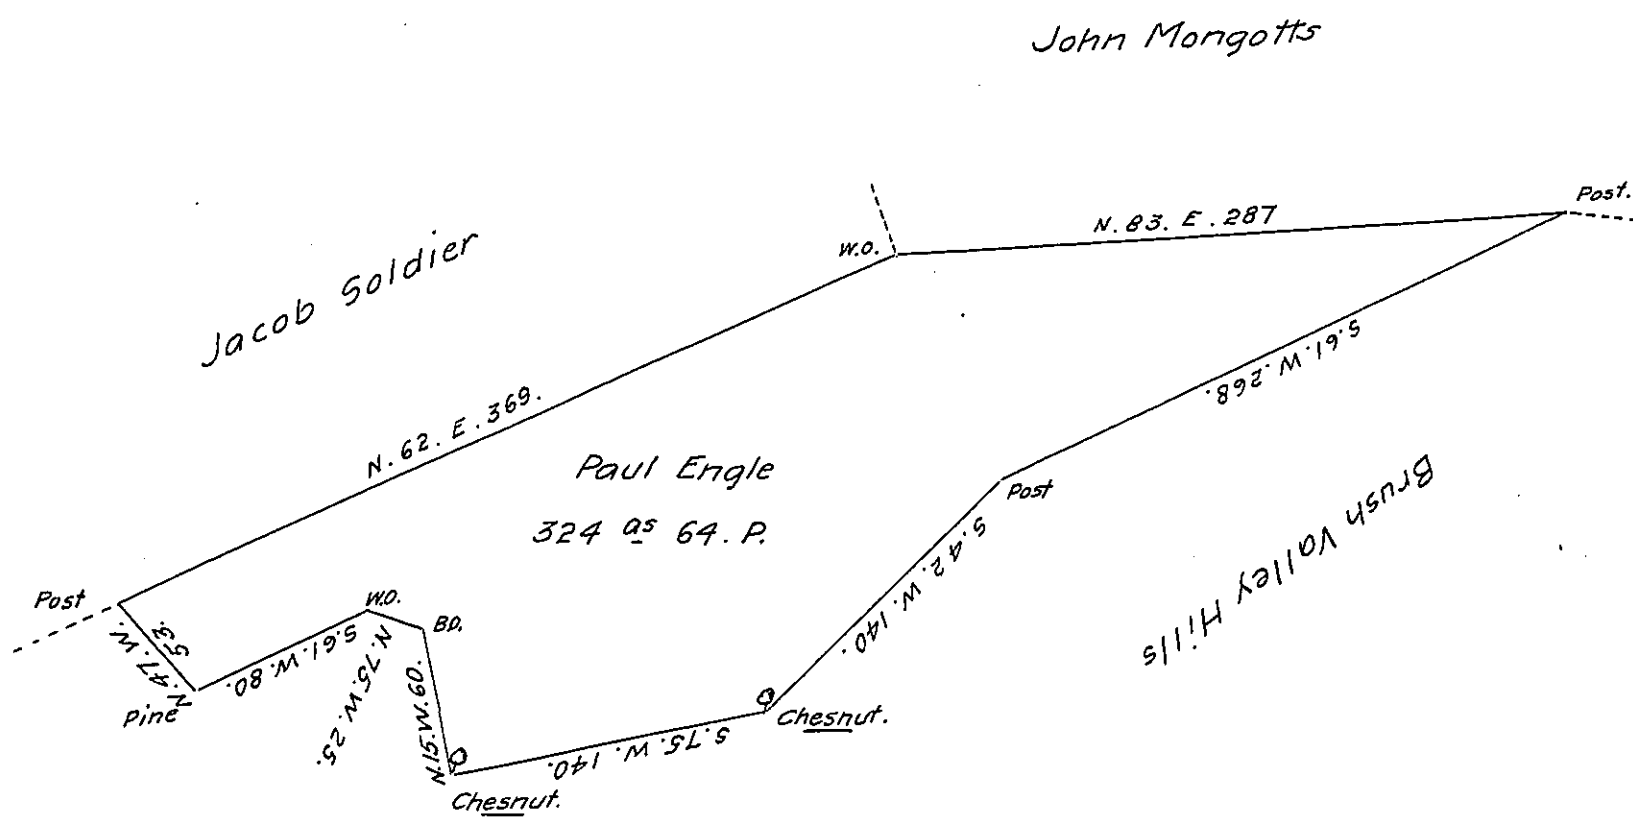 John Mongotts
Post.
N. 83. E. 287
W.O.
Jacob Soldier
N. 62. E. 369.
S. 61. W. 268.
Paul Engle
324 as 64. P.
Post
Brush Valley Hills
S. 42. W. 140.
Post
N. 47. W.
53.
W.O.
B.O.
S. 61. W. 80.
N. 75. W. 25.
N. 15. W. 60.
Pine
Chesnut.
S. 75. W. 140.
Chesnut.